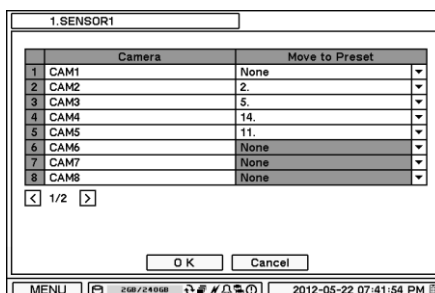 1.SENSOR1
Camera Move to Preset
1 CAM1 None
2 CAM2 2.
3 CAM3 5.
4 CAM4 14.
5 CAM5 11.
6 CAM6 None
7 CAM7 None
8 CAM8 None
< 1/2 >
OK Cancel
MENU 2GB/240GB 2012-05-22 07:41:54 PM